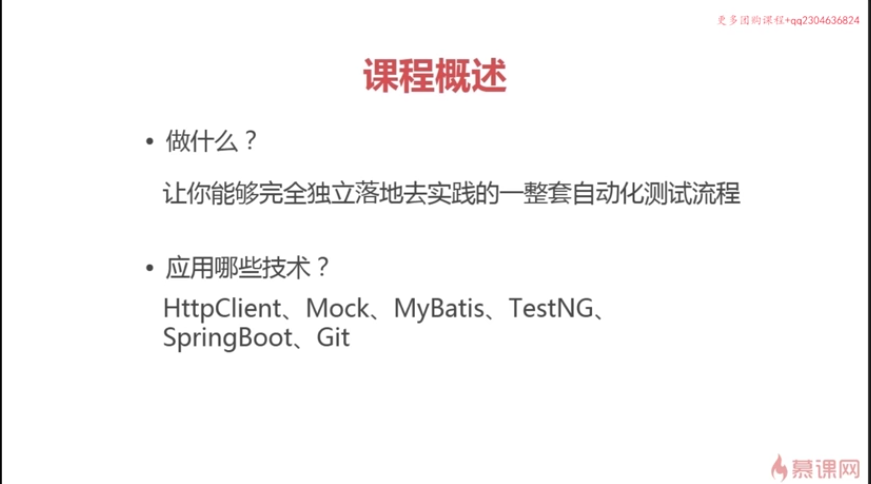 更多团购课程+qq2304636824
课程概述
• 做什么？
让你能够完全独立落地去实践的一整套自动化测试流程
• 应用哪些技术？
HttpClient、Mock、MyBatis、TestNG、
SpringBoot、Git
慕课网